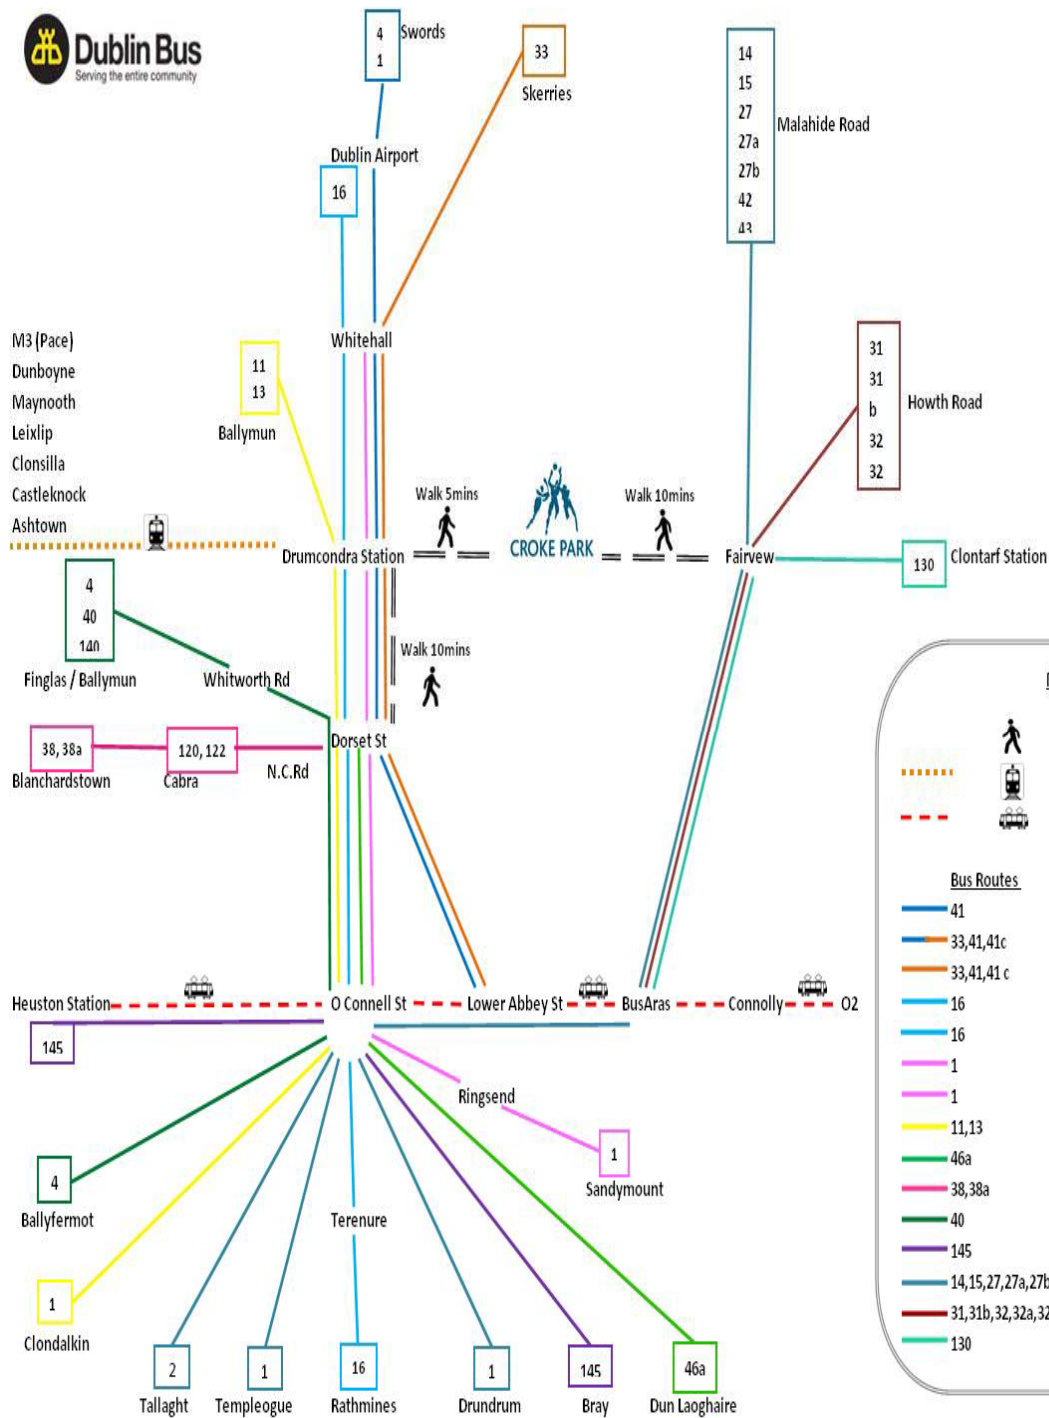 Dublin Bus
Serving the entire community
4
1
Swords
33
Skerries
14
15
27
27a
27b
42
43
Malahide Road
Dublin Airport
16
Whitehall
M3 (Pace)
Dunboyne
Maynooth
Leixlip
Clonsilla
Castleknock
Ashtown
11
13
Ballymun
31
31
b
32
32
Howth Road
Walk 5mins
CROKE PARK
Walk 10mins
Drumcondra Station
Fairvew
130
Clontarf Station
4
40
140
Finglas / Ballymun
Whitworth Rd
Walk 10mins
38, 38a
Blanchardstown
120, 122
Cabra
N.C.Rd
Dorset St
Heuston Station
O Connell St
Lower Abbey St
BusAras
Connolly
O2
145
Ringsend
1
Sandymount
4
Ballyfermot
Terenure
1
Clondalkin
2
Tallaght
1
Templeogue
16
Rathmines
1
Drundrum
145
Bray
46a
Dun Laoghaire
Bus Routes
41
33,41,41c
33,41,41 c
16
16
1
1
11,13
46a
38,38a
40
145
14,15,27,27a,27b
31,31b,32,32a,32
130